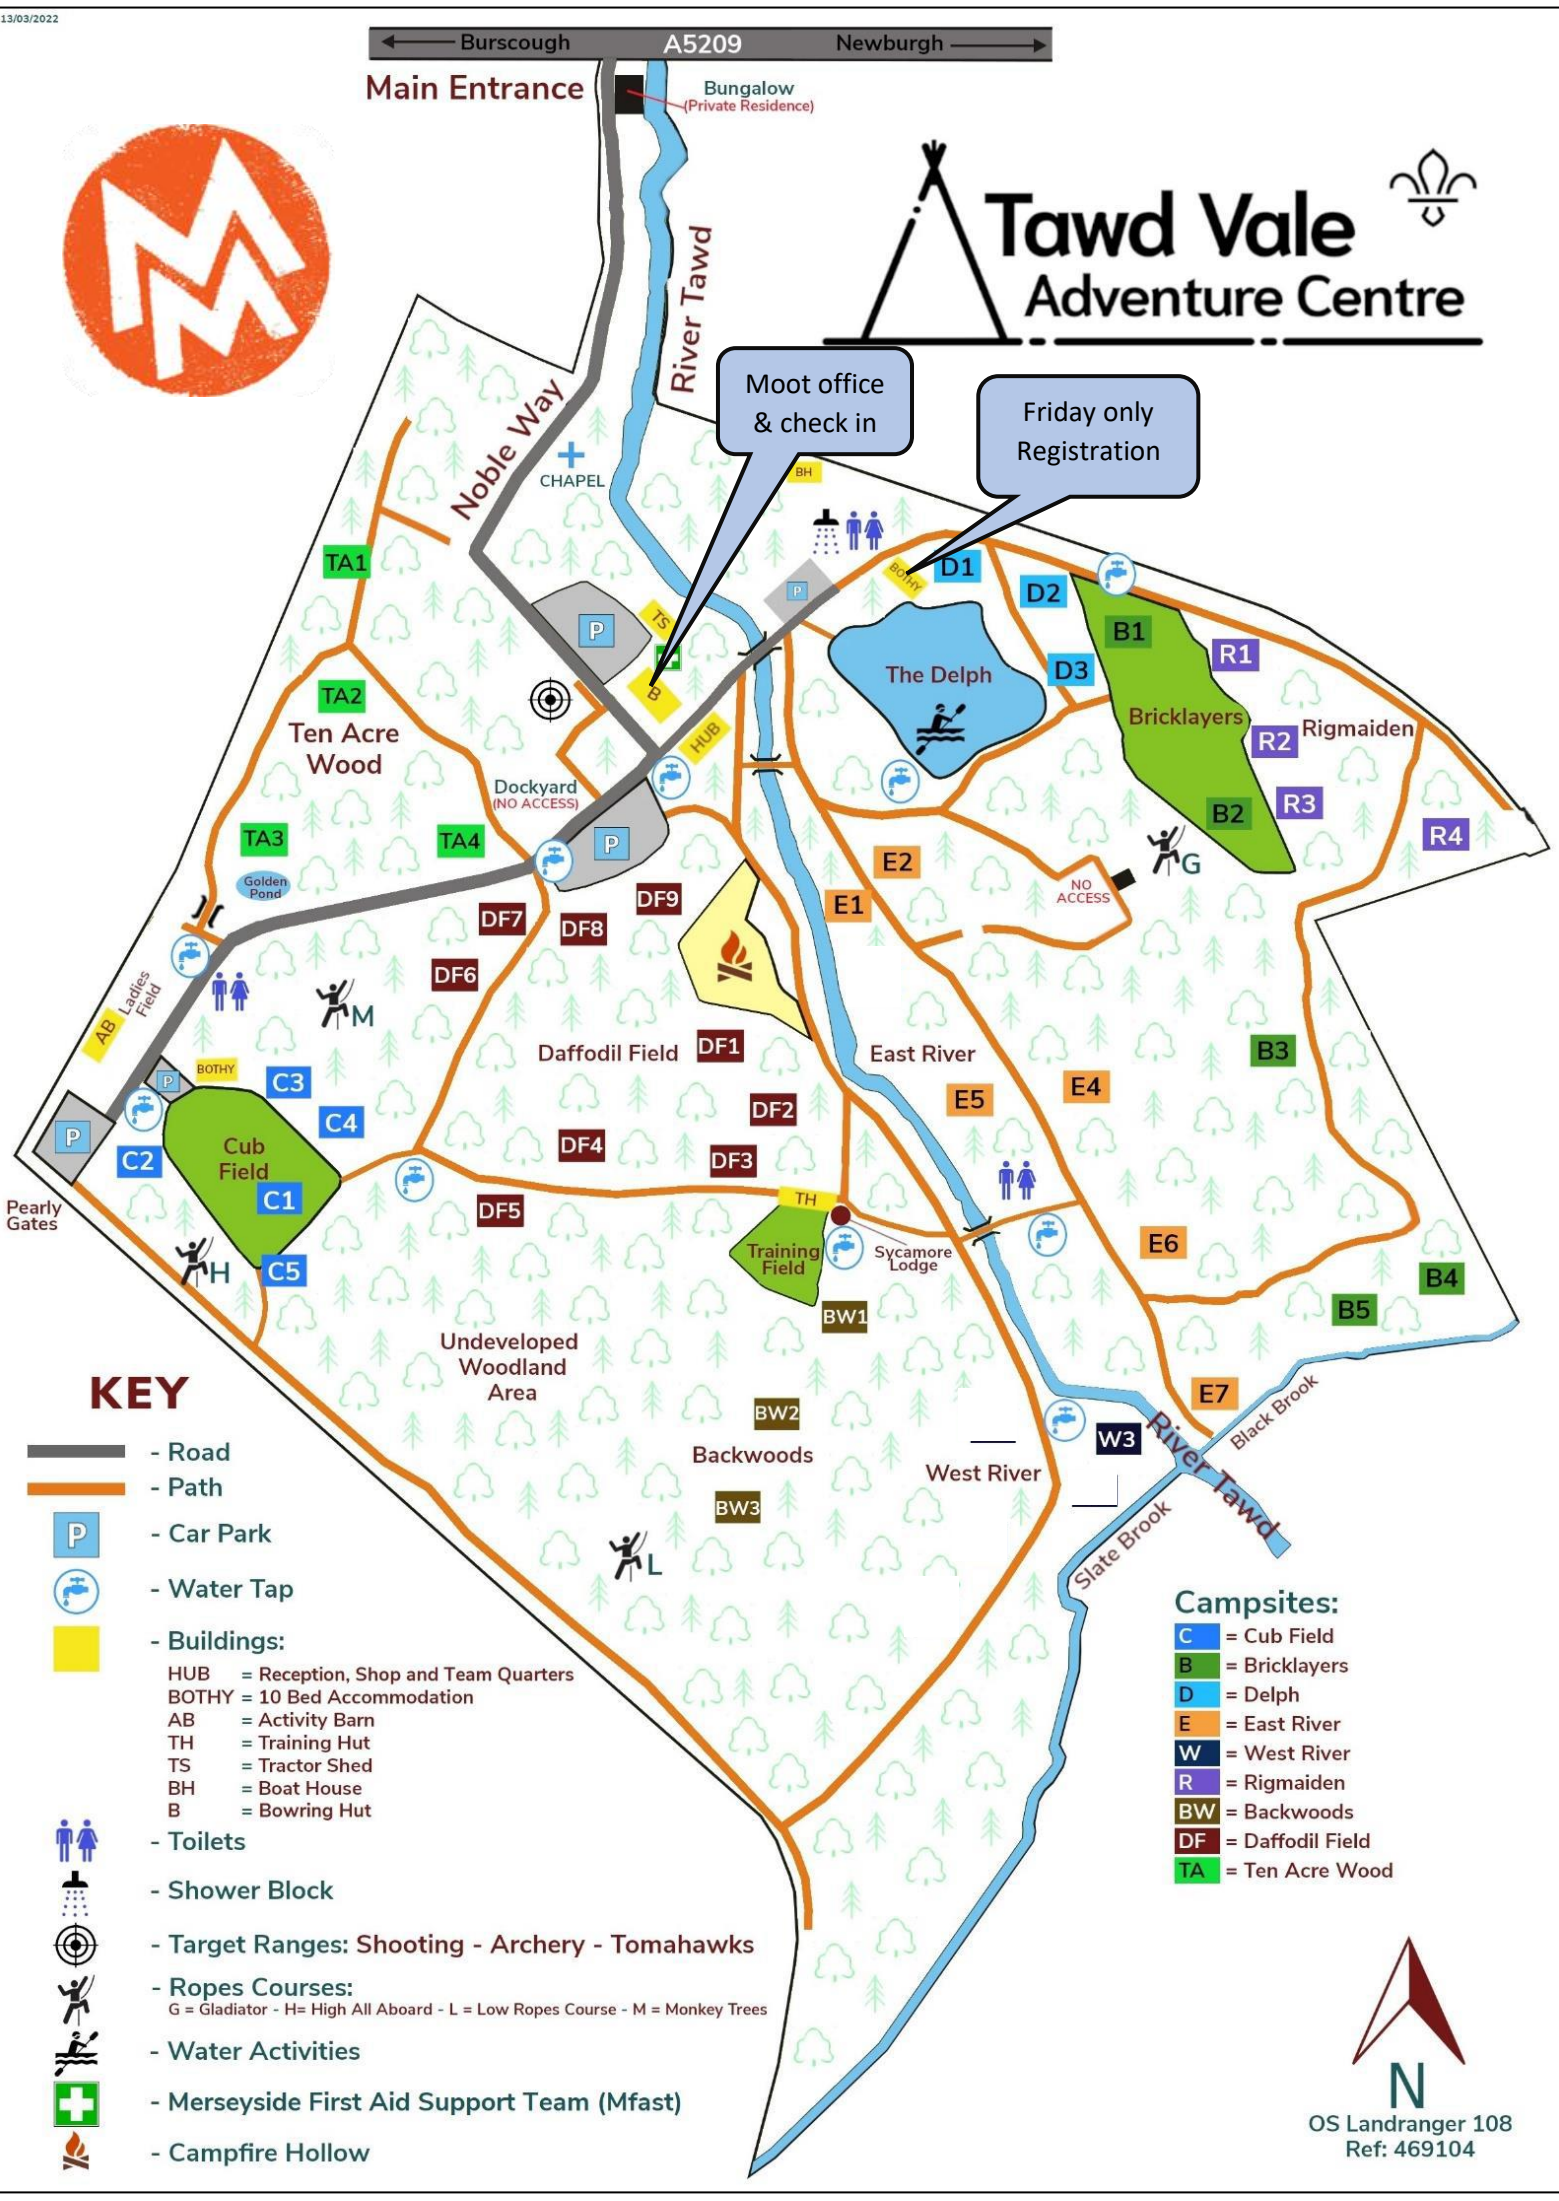 13/03/2022
Burscough A5209 Newburgh
Main Entrance
Bungalow
(Private Residence)
Tawd Vale
Adventure Centre
River Tawd
Moot office
& check in
Friday only
Registration
Noble Way
CHAPEL
BH
TA1
P
BOTHY
D1
D2
B1
R1
TS
P
B
HUB
The Delph
D3
Bricklayers
R2
Rigmaiden
TA2
Ten Acre
Wood
Dockyard
(NO ACCESS)
P
B2
R3
R4
TA3
TA4
Golden
Pond
E2
G
NO
ACCESS
DF9
E1
DF7
DF8
DF6
Ladies
Field
AB
M
Daffodil Field
DF1
East River
B3
BOTHY
P
C3
E5
E4
DF2
C4
P
C2
Cub
Field
DF4
DF3
C1
TH
DF5
Pearly
Gates
Training
Field
Sycamore
Lodge
E6
H
C5
B4
B5
BW1
Undeveloped
Woodland
Area
E7
Black Brook
BW2
W3
River Tawd
Backwoods
West River
BW3
Slate Brook
L
KEY
- Road
- Path
P - Car Park
- Water Tap
- Buildings:
HUB = Reception, Shop and Team Quarters
BOTHY = 10 Bed Accommodation
AB = Activity Barn
TH = Training Hut
TS = Tractor Shed
BH = Boat House
B = Bowring Hut
- Toilets
- Shower Block
- Target Ranges: Shooting - Archery - Tomahawks
- Ropes Courses:
G = Gladiator - H= High All Aboard - L = Low Ropes Course - M = Monkey Trees
- Water Activities
- Merseyside First Aid Support Team (Mfast)
- Campfire Hollow
Campsites:
C = Cub Field
B = Bricklayers
D = Delph
E = East River
W = West River
R = Rigmaiden
BW = Backwoods
DF = Daffodil Field
TA = Ten Acre Wood
N
OS Landranger 108
Ref: 469104